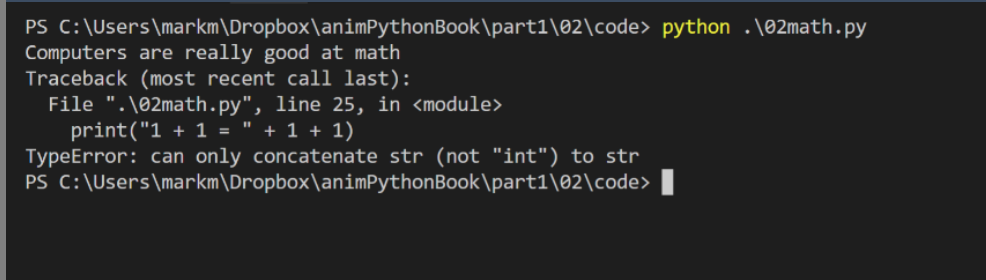 PS C:\Users\markm\Dropbox\animPythonBook\part1\02\code> python .\02math.py
Computers are really good at math
Traceback (most recent call last):
  File ".\02math.py", line 25, in <module>
    print("1 + 1 = " + 1 + 1)
TypeError: can only concatenate str (not "int") to str
PS C:\Users\markm\Dropbox\animPythonBook\part1\02\code>